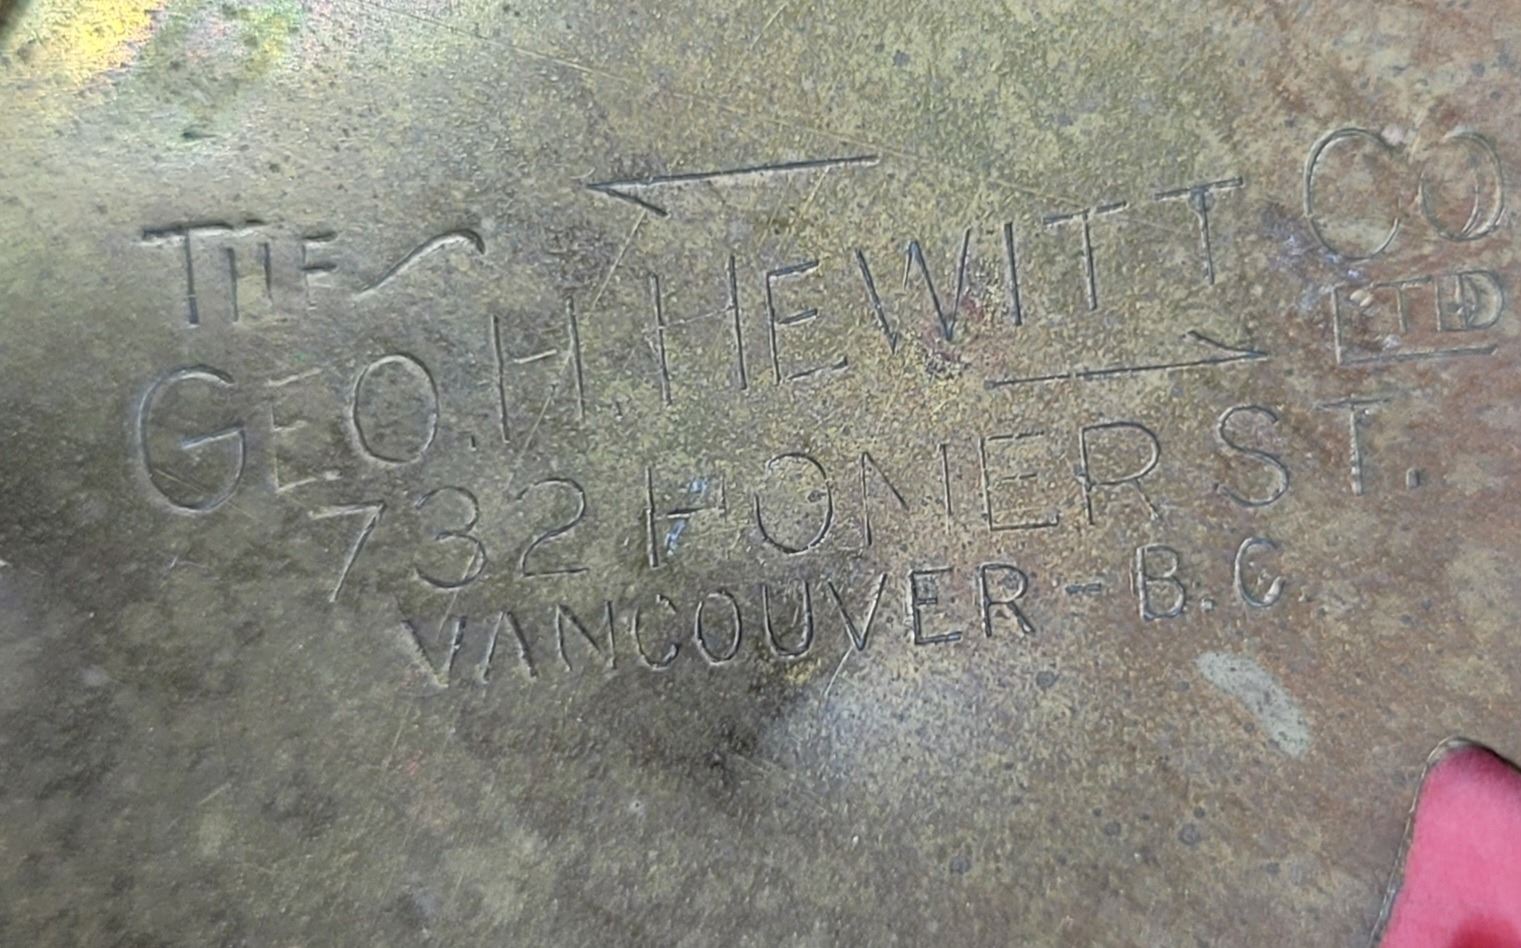 THE
GEO. H. HEWITT CO
LTD
732 HOMER ST.
VANCOUVER - B.C.